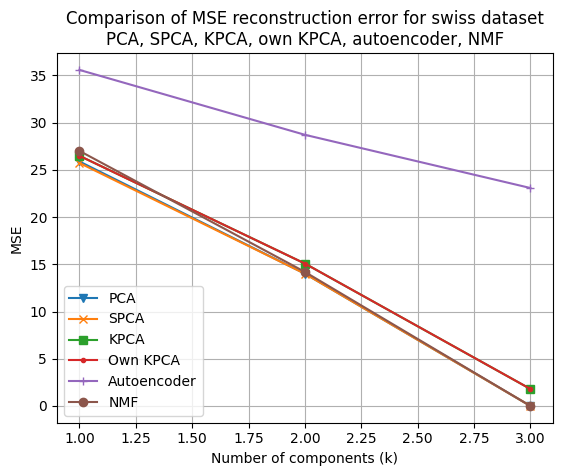 Comparison of MSE reconstruction error for swiss dataset
PCA, SPCA, KPCA, own KPCA, autoencoder, NMF
MSE
35
30
25
20
15
10
5
0
PCA
SPCA
KPCA
Own KPCA
Autoencoder
NMF
1.00 1.25 1.50 1.75 2.00 2.25 2.50 2.75 3.00
Number of components (k)